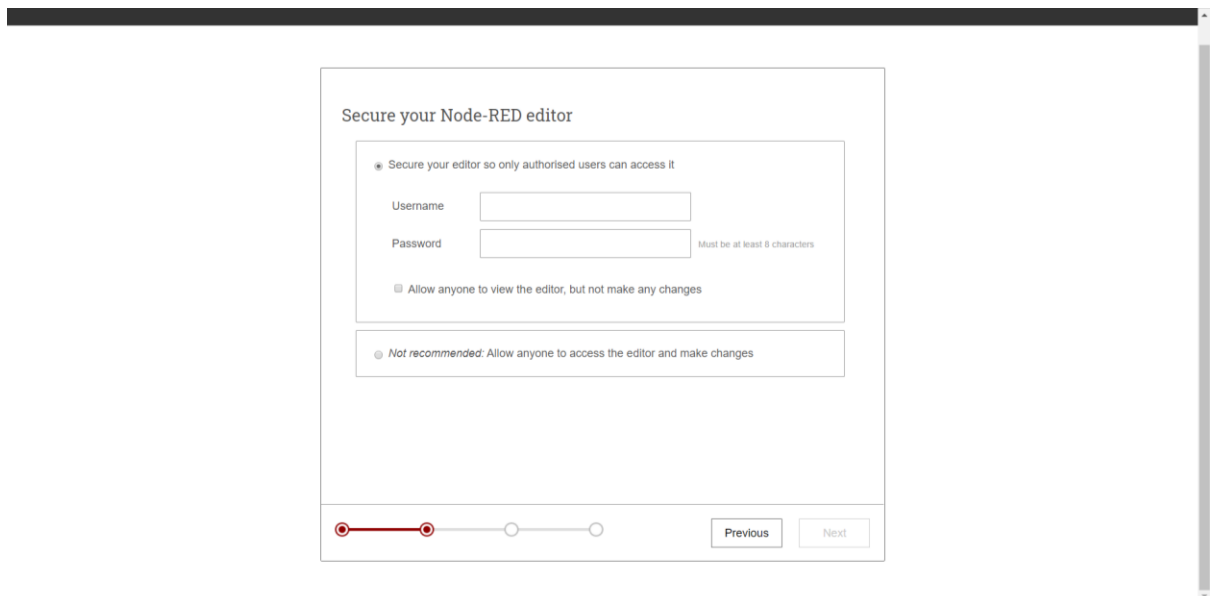 Secure your Node-RED editor
Secure your editor so only authorised users can access it
Username
Password
Must be at least 8 characters
Allow anyone to view the editor, but not make any changes
Not recommended: Allow anyone to access the editor and make changes
Previous
Next